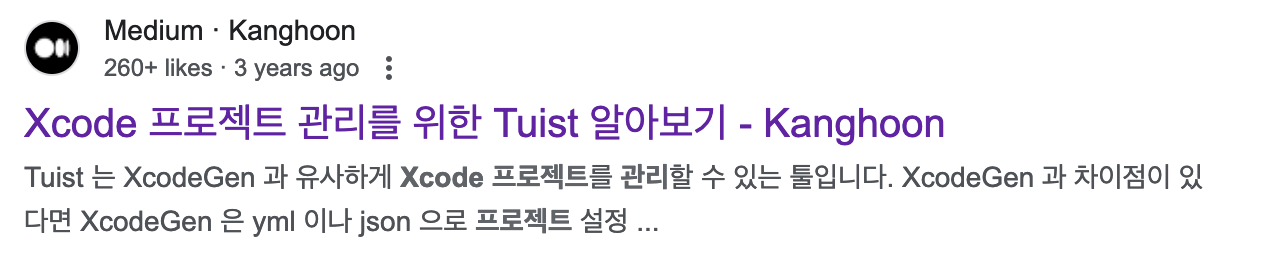 Medium · Kanghoon
260+ likes · 3 years ago
Xcode 프로젝트 관리를 위한 Tuist 알아보기 - Kanghoon
Tuist 는 XcodeGen 과 유사하게 Xcode 프로젝트를 관리할 수 있는 툴입니다. XcodeGen 과 차이점이 있
다면 XcodeGen 은 yml 이나 json 으로 프로젝트 설정 ...